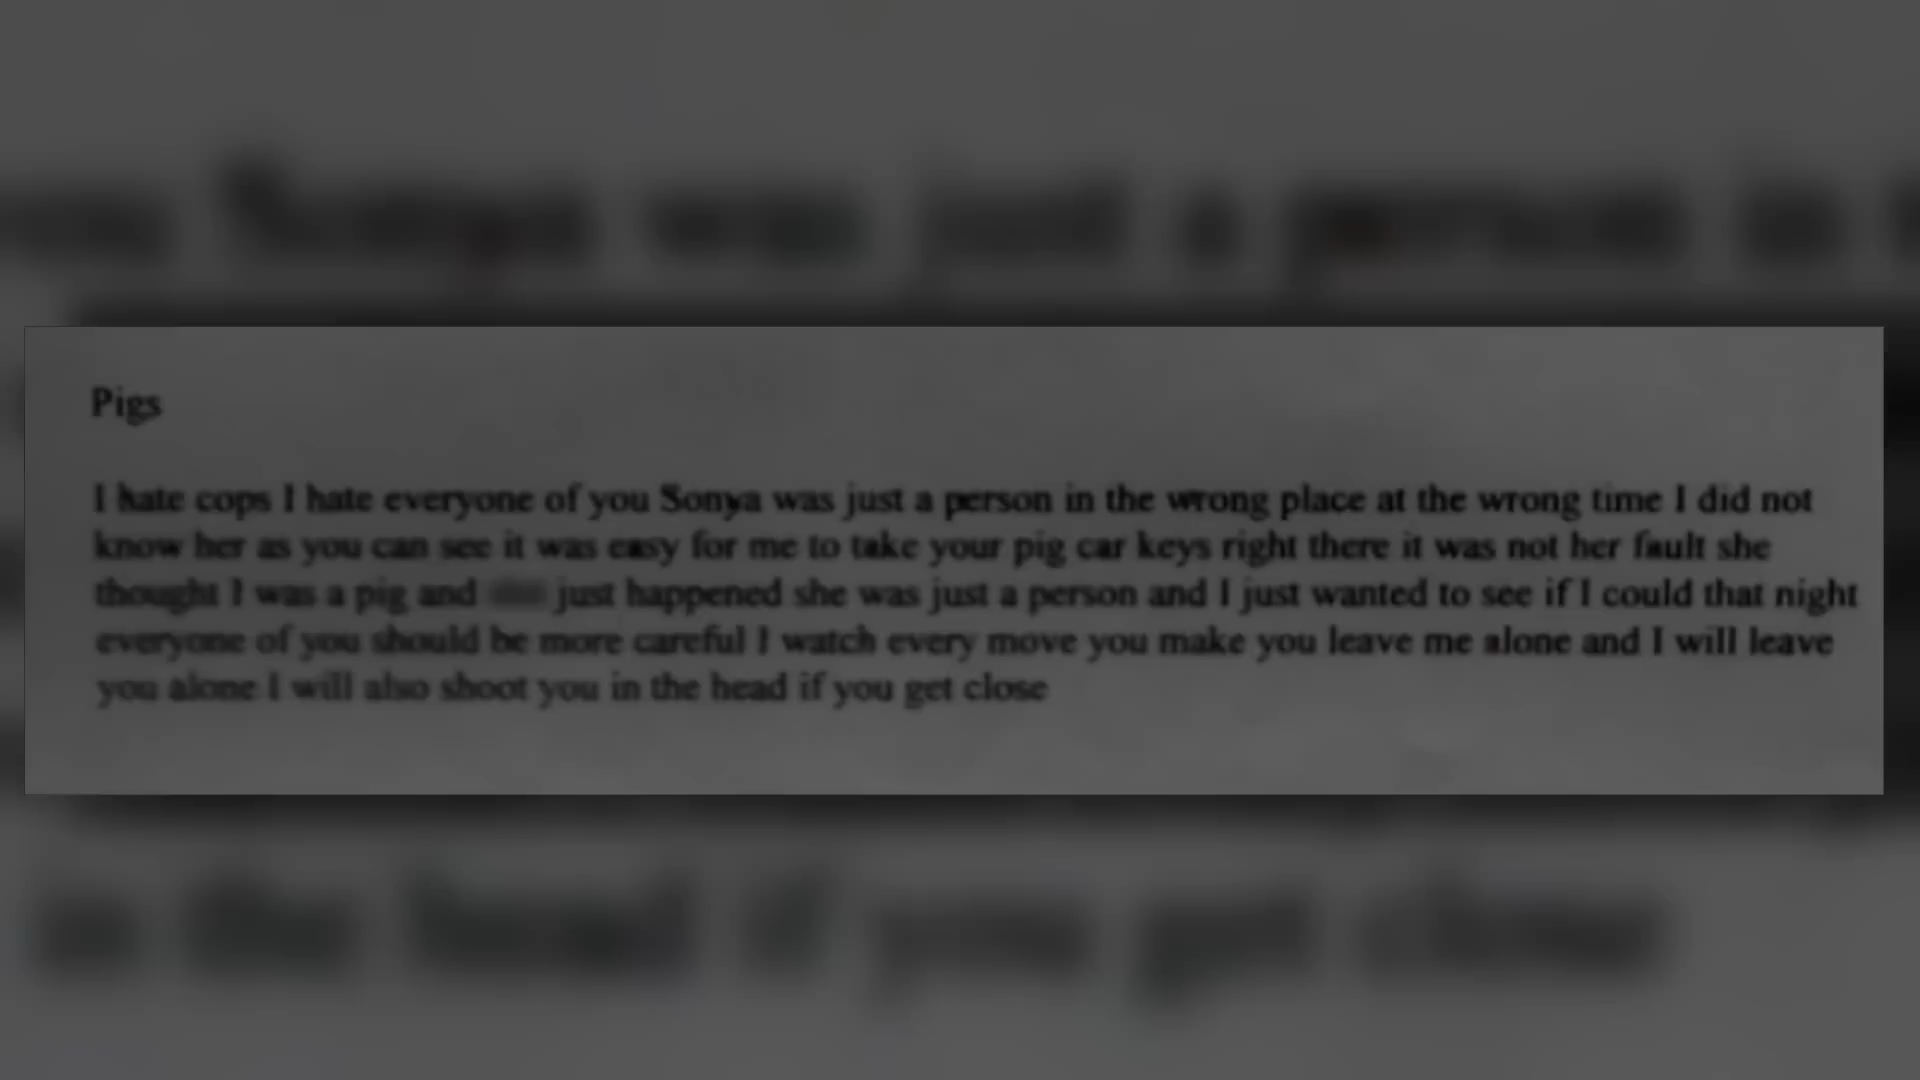 Pigs
I hate cops I hate everyone of you Sonya was just a person in the wrong place at the wrong time I did not
know her as you can see it was easy for me to take your pig car keys right there it was not her fault she
thought I was a pig and just happened she was just a person and I just wanted to see if I could that night
everyone of you should be more careful I watch every move you make you leave me alone and I will leave
you alone I will also shoot you in the head if you get close